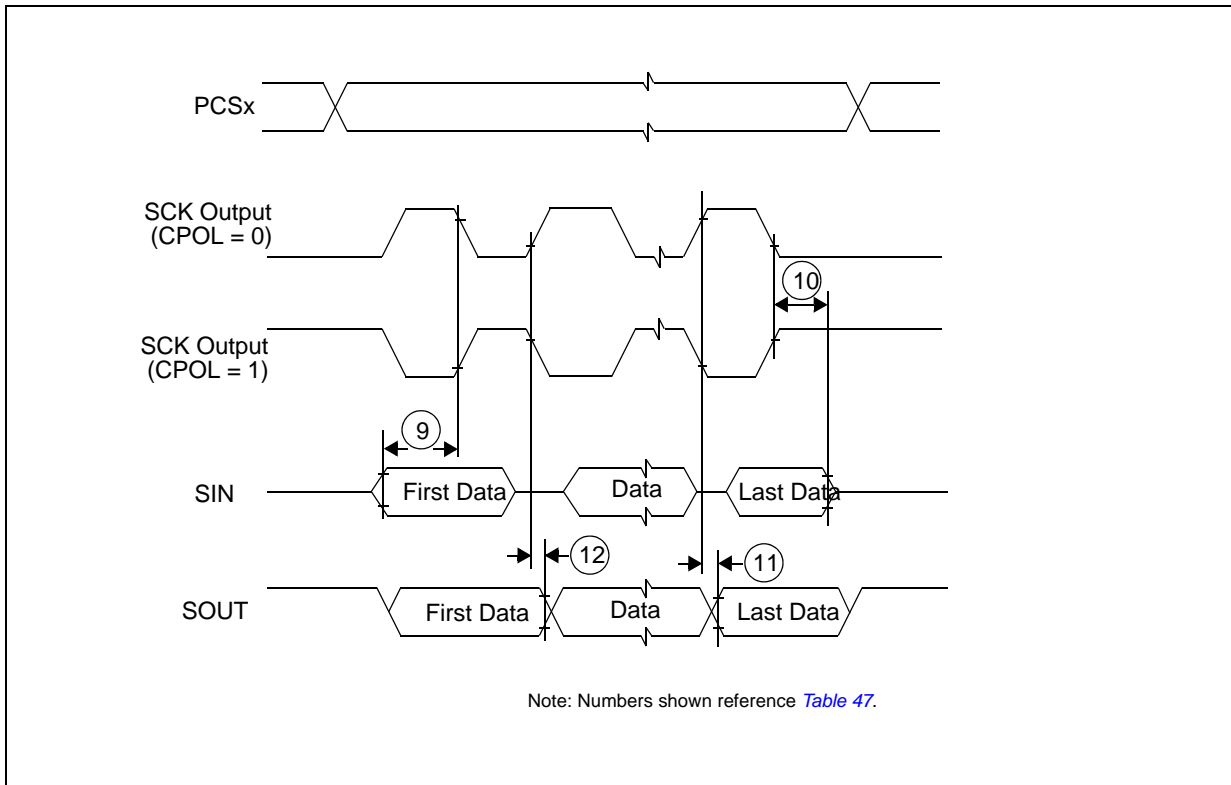 PCSx
SCK Output
(CPOL = 0)
10
SCK Output
(CPOL = 1)
9
SIN
First Data
Data
Last Data
12
11
SOUT
First Data
Data
Last Data
Note: Numbers shown reference Table 47.